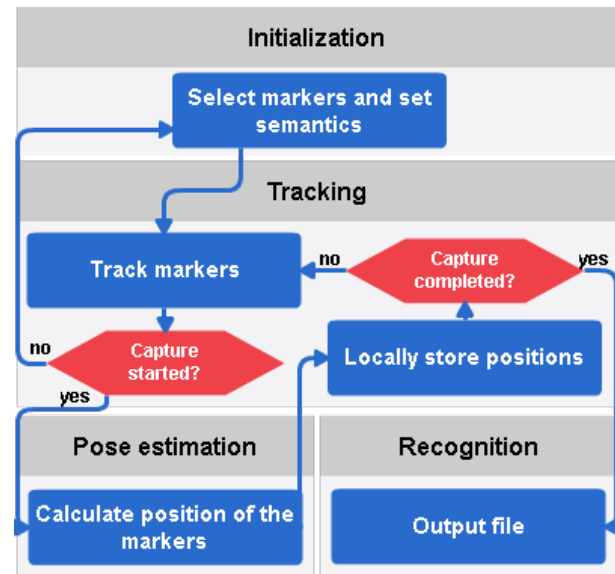 Initialization
Select markers and set
semantics
Tracking
Track markers
no
Capture
completed?
yes
Capture
started?
no
yes
Locally store positions
Pose estimation
Calculate position of the
markers
Recognition
Output file